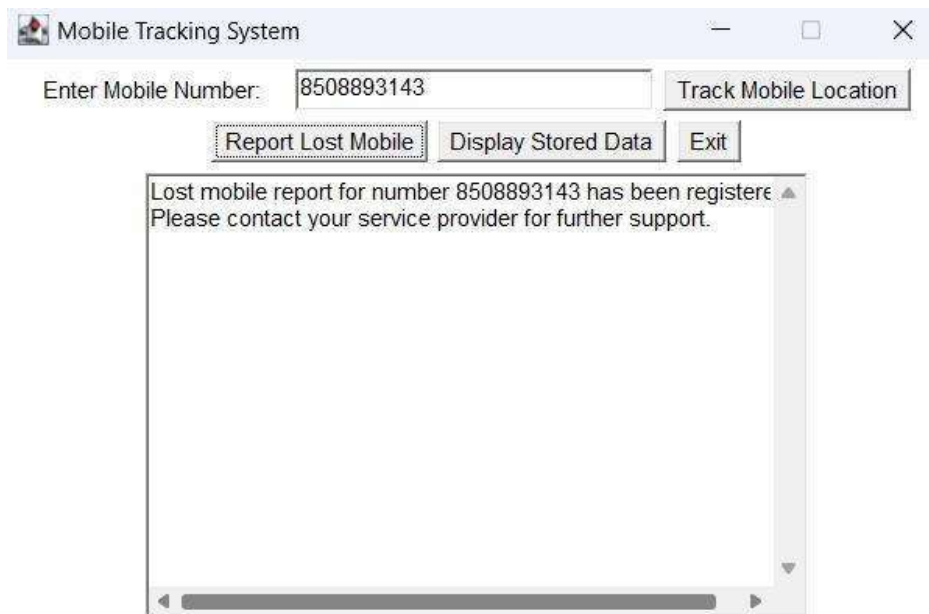 Mobile Tracking System
Enter Mobile Number: 8508893143 Track Mobile Location
Report Lost Mobile Display Stored Data Exit
Lost mobile report for number 8508893143 has been registere
Please contact your service provider for further support.